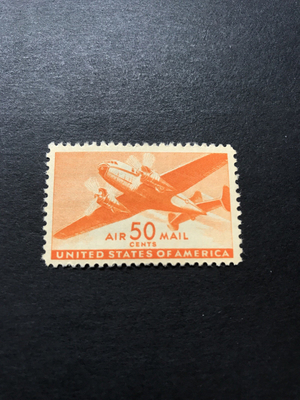 AIR 50 MAIL
CENTS
UNITED STATES OF AMERICA